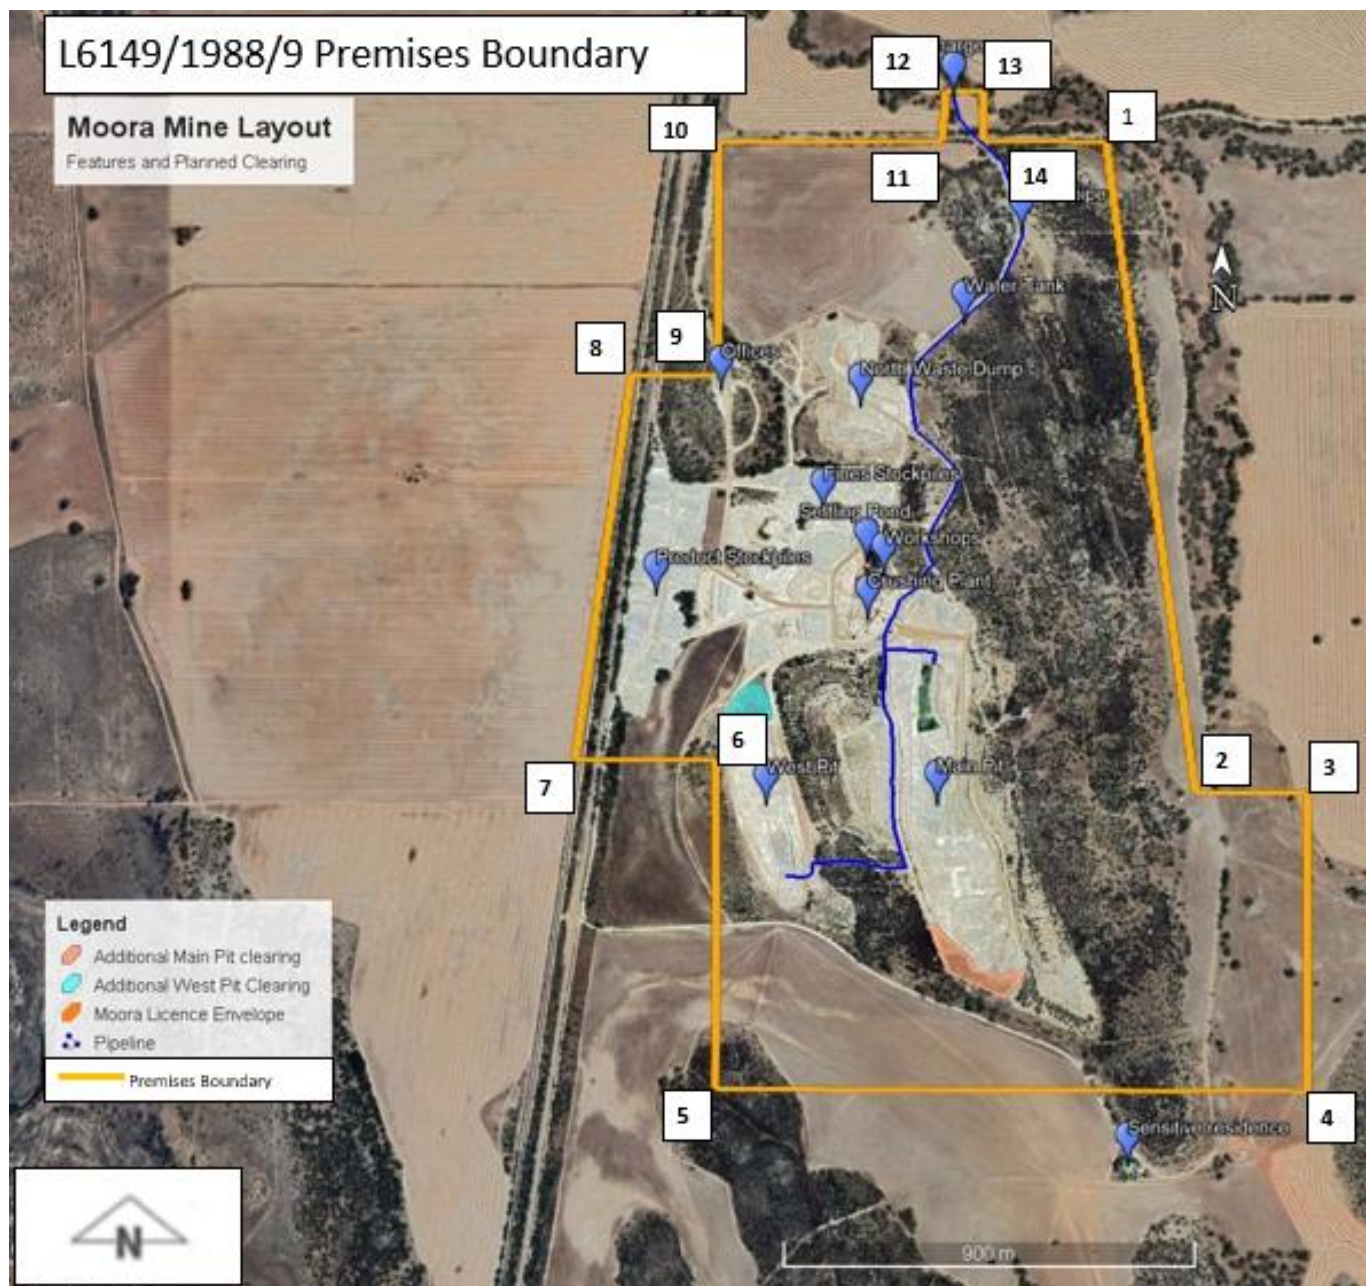 L6149/1988/9 Premises Boundary
Moora Mine Layout
Features and Planned Clearing
12
13
10
1
11
14
N
Water Tank
8
9
Offices
North Waste Dump
Fines Stockpiles
Settling Pond
Workshops
Product Stockpiles
Crushing Plant
6
2
3
7
West Pit
Main Pit
Legend
Additional Main Pit clearing
Additional West Pit Clearing
Moora Licence Envelope
Pipeline
Premises Boundary
5
4
Sensitive residence
N
900 m